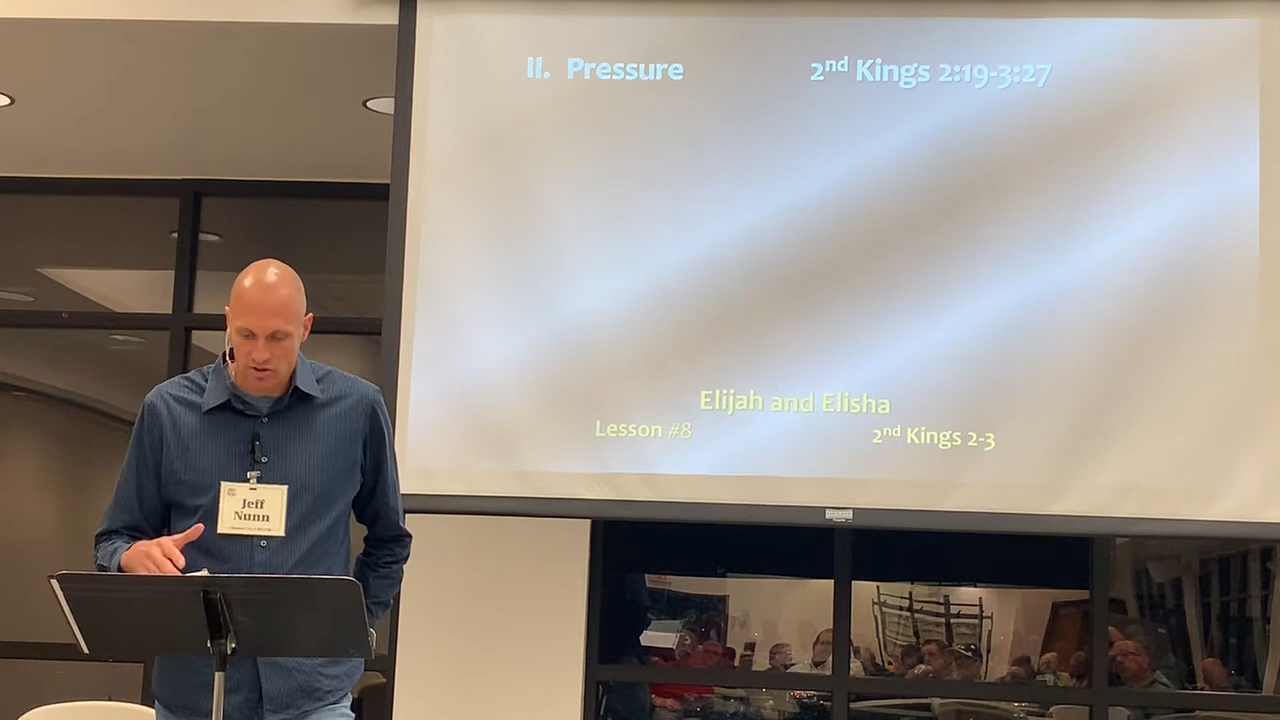 II. Pressure 2nd Kings 2:19-3:27
Elijah and Elisha
Lesson #8 2nd Kings 2-3
Jeff
Nunn